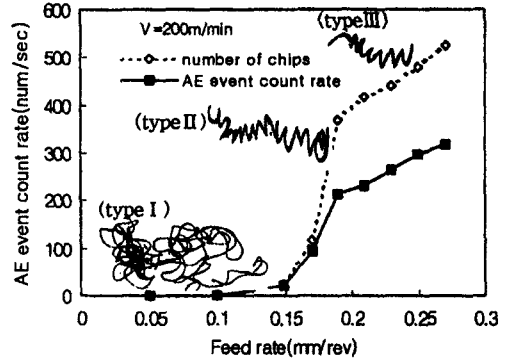 600
500
400
300
200
100
0
AE event count rate(num/sec)
V=200m/min
number of chips
AE event count rate
(typeⅢ)
(typeⅡ)
(typeⅠ)
0 0.05 0.1 0.15 0.2 0.25 0.3
Feed rate(mm/rev)